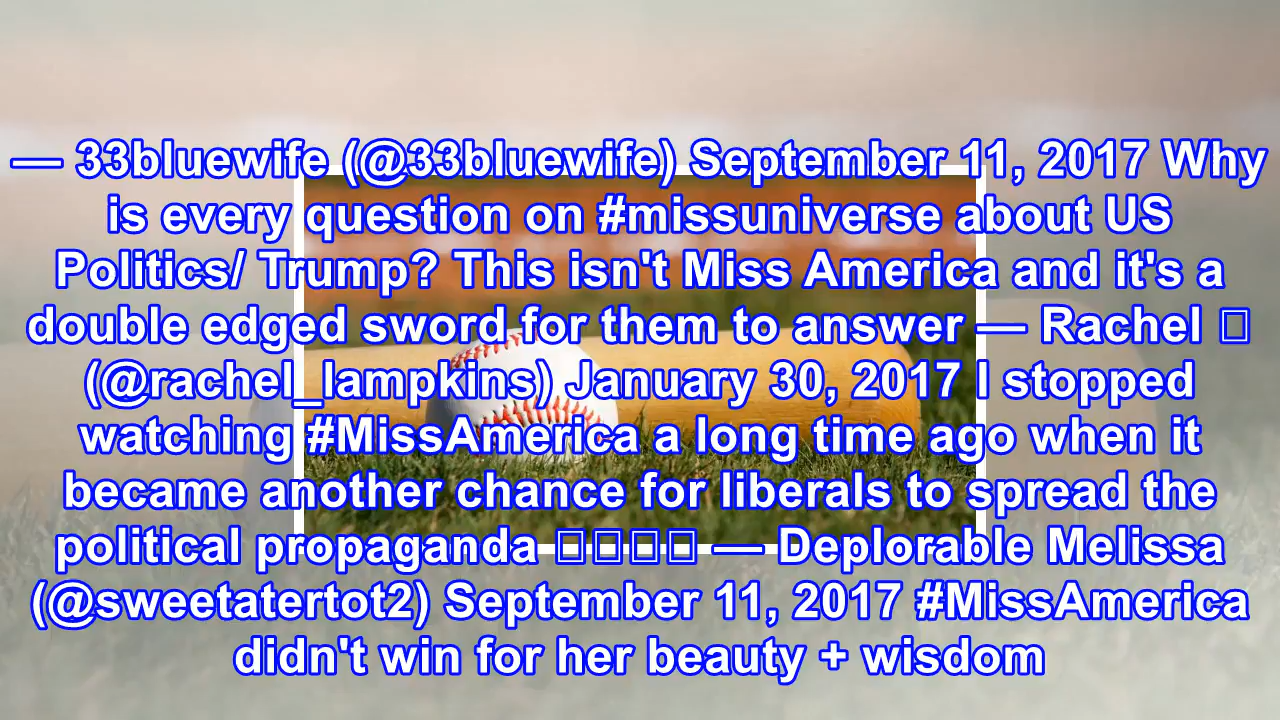 — 33bluewife (@33bluewife) September 11, 2017 Why
is every question on #missuniverse about US
Politics/ Trump? This isn't Miss America and it's a
double edged sword for them to answer — Rachel □
(@rachel_lampkins) January 30, 2017 I stopped
watching #MissAmerica a long time ago when it
became another chance for liberals to spread the
political propaganda □□□□ — Deplorable Melissa
(@sweetatertot2) September 11, 2017 #MissAmerica
didn't win for her beauty + wisdom